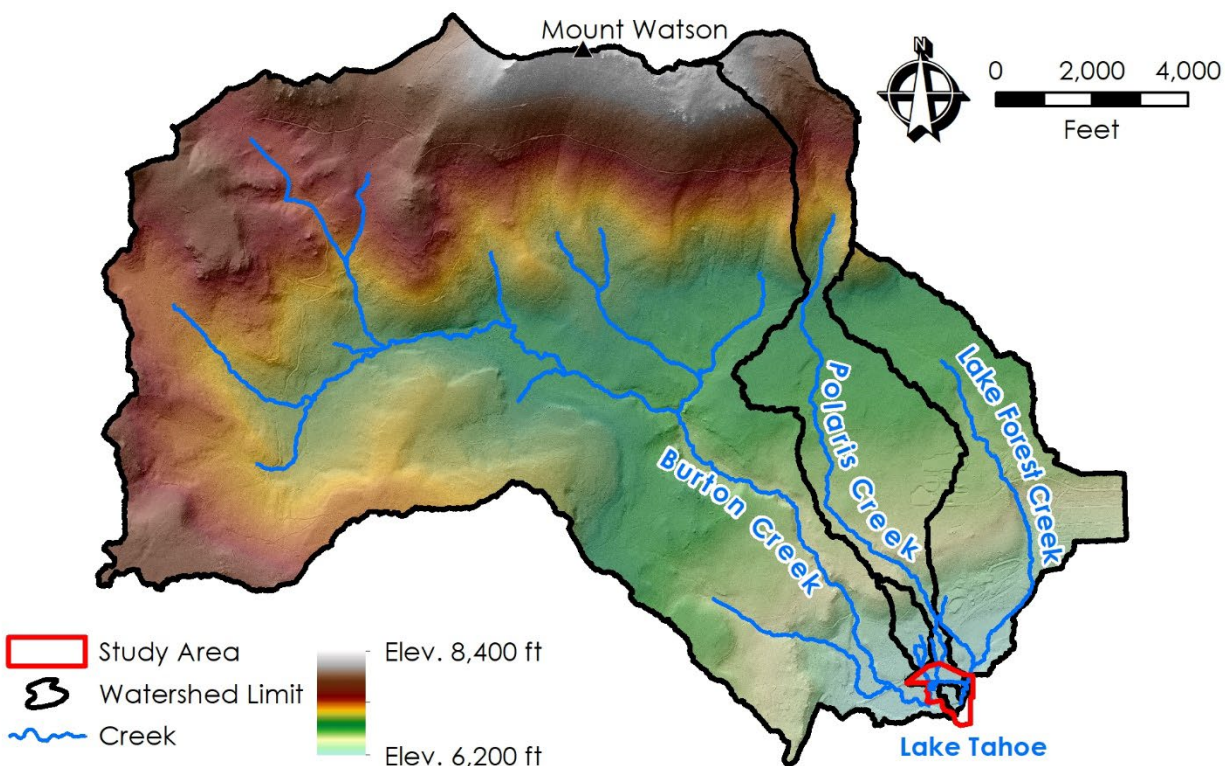 Mount Watson
N
0 2,000 4,000
Feet
Lake Forest Creek
Polaris Creek
Burton Creek
Study Area
Watershed Limit
Creek
Elev. 8,400 ft
Elev. 6,200 ft
Lake Tahoe